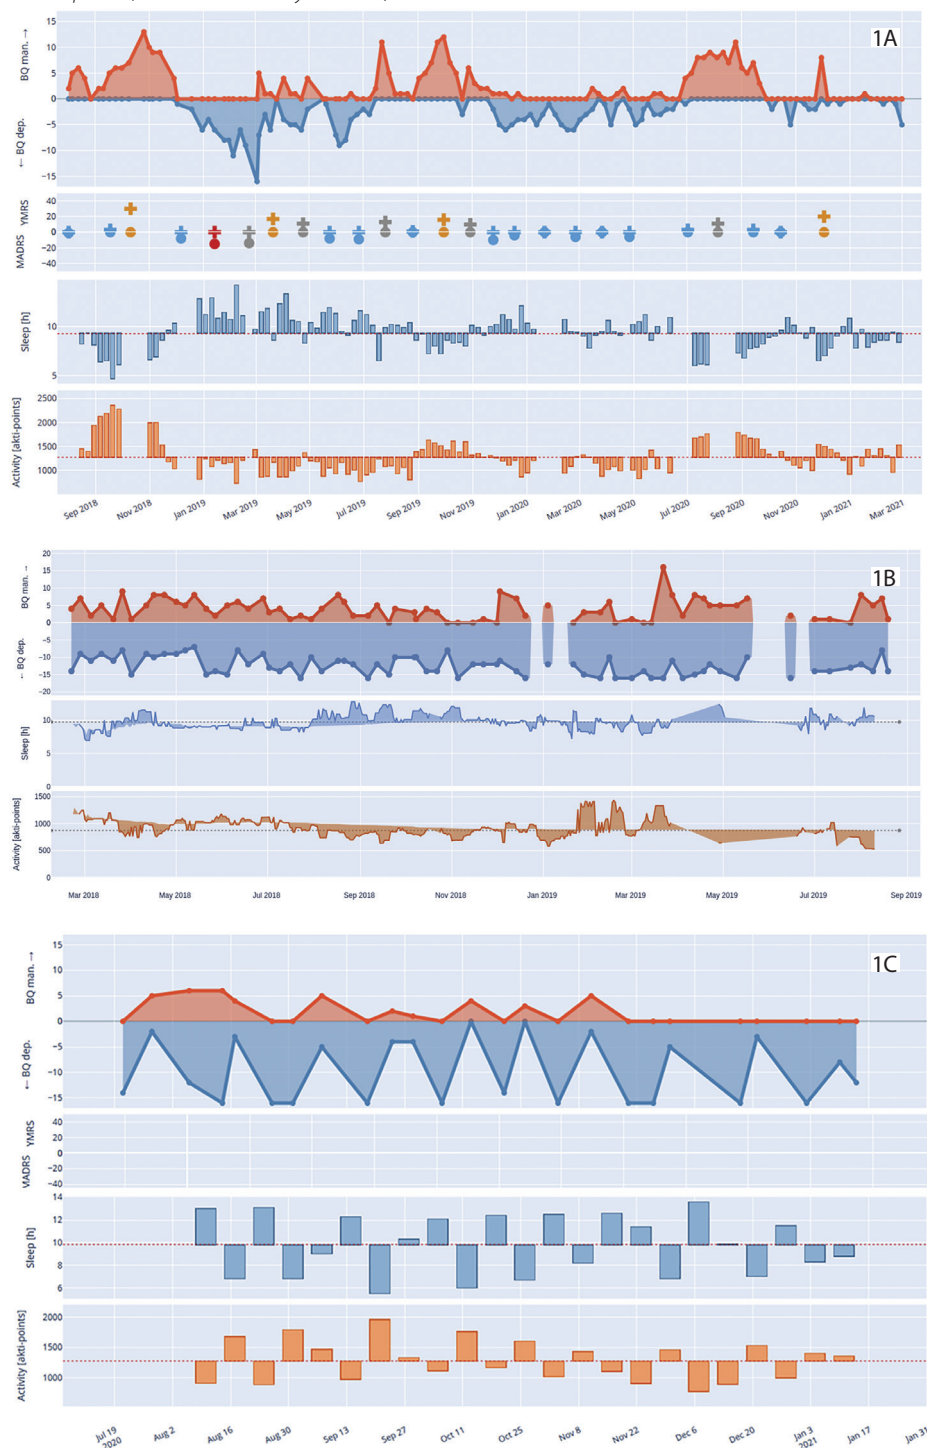 1A
BQ man. →
← BQ dep.
15
10
5
0
−5
−10
−15
YMRS
MADRS
40
20
0
−20
−40
Sleep [h]
10
5
Activity [akti-points]
2500
2000
1500
1000
Sep 2018 Nov 2018 Jan 2019 Mar 2019 May 2019 Jul 2019 Sep 2019 Nov 2019 Jan 2020 Mar 2020 May 2020 Jul 2020 Sep 2020 Nov 2020 Jan 2021 Mar 2021
1B
BQ man. →
← BQ dep.
20
15
10
5
0
−5
−10
−15
−20
Sleep [h]
10
5
0
Activity [akti-points]
1500
1000
500
0
Mar 2018 May 2018 Jul 2018 Sep 2018 Nov 2018 Jan 2019 Mar 2019 May 2019 Jul 2019 Sep 2019
1C
BQ man. →
← BQ dep.
15
10
5
0
−5
−10
−15
YMRS
MADRS
40
20
0
−20
−40
Sleep [h]
14
12
10
8
6
Activity [akti-points]
2000
1500
1000
Jul 19 Aug 2 Aug 16 Aug 30 Sep 13 Sep 27 Oct 11 Oct 25 Nov 8 Nov 22 Dec 6 Dec 20 Jan 3 Jan 17 Jan 31
2020 2021